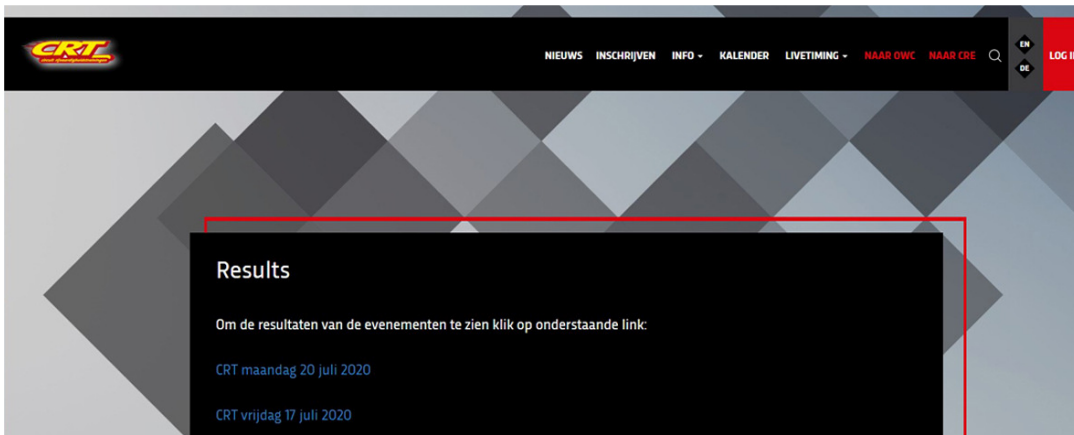 CRT
NIEUWS INSCHRIJVEN INFO KALENDER LIVETIMING NAAR OWC NAAR CRE EN
DE
LOG I
Results
Om de resultaten van de evenementen te zien klik op onderstaande link:
CRT maandag 20 juli 2020
CRT vrijdag 17 juli 2020